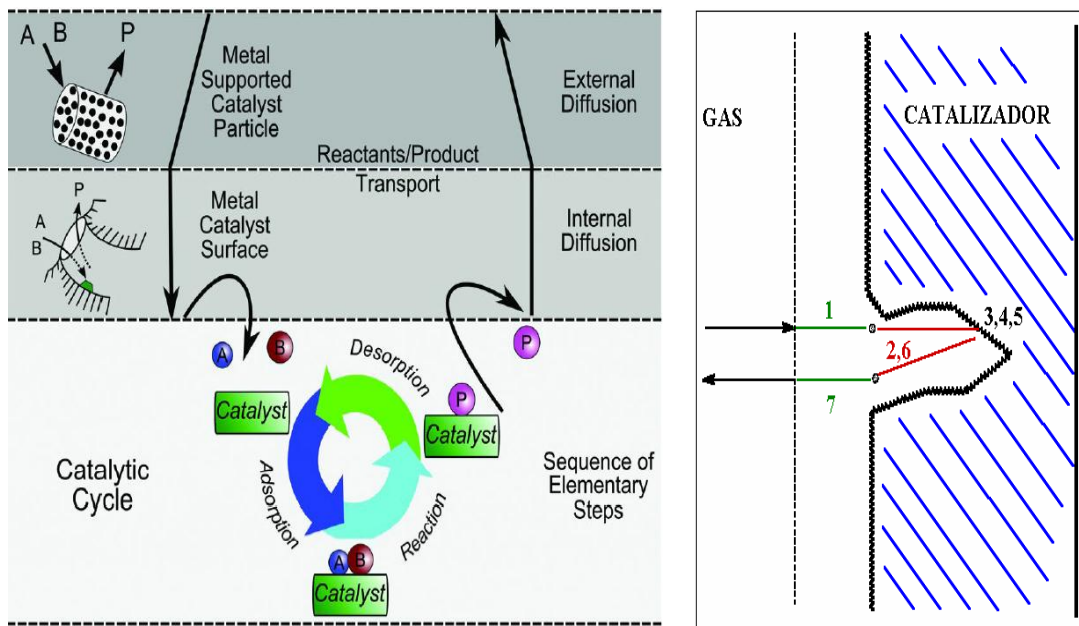 A B P
Metal
Supported
Catalyst
Particle
External
Diffusion
Reactants/Product
Transport
P
A
B
Metal
Catalyst
Surface
Internal
Diffusion
A
B
P
Desorption
Catalyst
P
Catalyst
Catalytic
Cycle
Adsorption
Reaction
Sequence of
Elementary
Steps
A B
Catalyst
GAS
CATALIZADOR
1
3,4,5
2,6
7